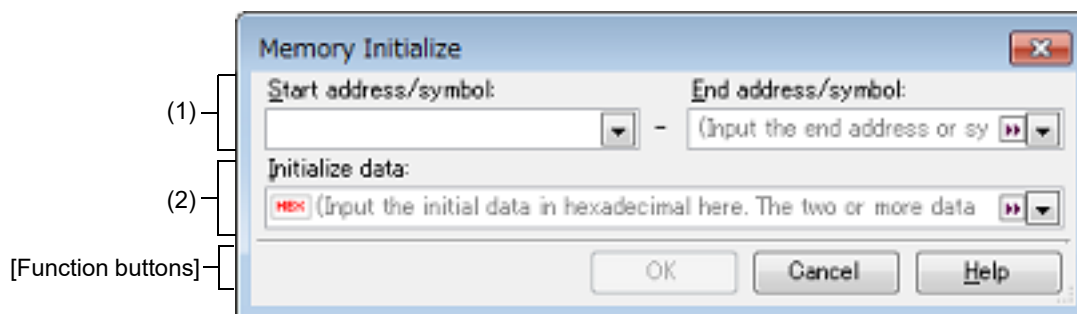 Memory Initialize
(1)
Start address/symbol: End address/symbol:
- (Input the end address or sy
Initialize data:
(2)
HEX (Input the initial data in hexadecimal here. The two or more data
[Function buttons]
OK Cancel Help